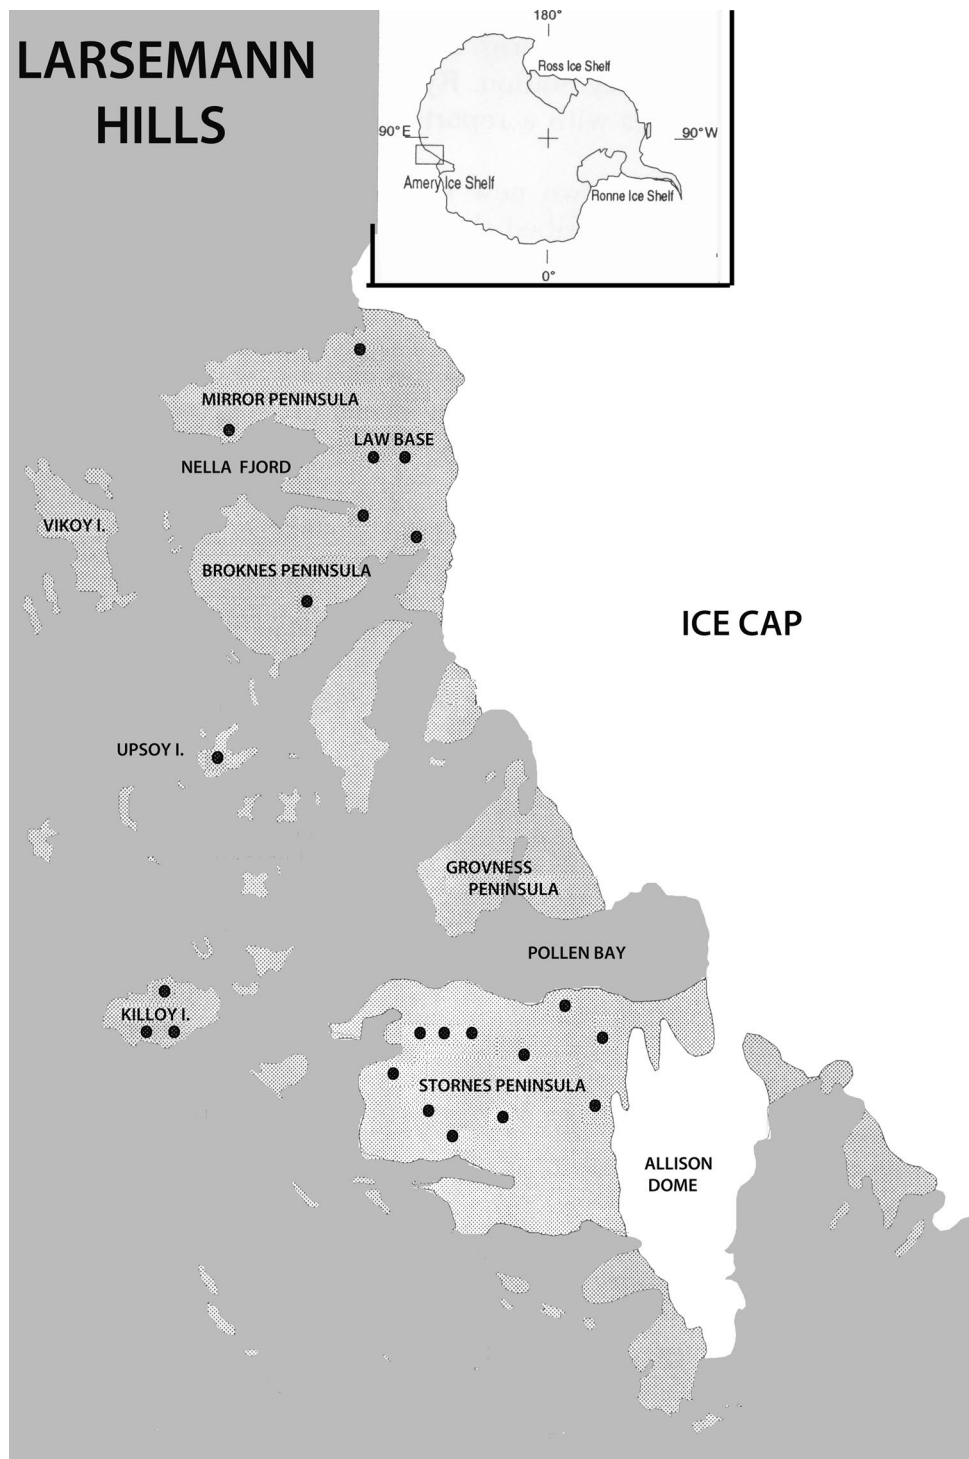 LARSEMANN
HILLS
180°
Ross Ice Shelf
90°E
90°W
Amery Ice Shelf
Ronne Ice Shelf
0°
MIRROR PENINSULA
LAW BASE
NELLA FJORD
VIKOY I.
BROKNES PENINSULA
ICE CAP
UPSOY I.
GROVNESS
PENINSULA
POLLEN BAY
KILLOY I.
STORNES PENINSULA
ALLISON
DOME